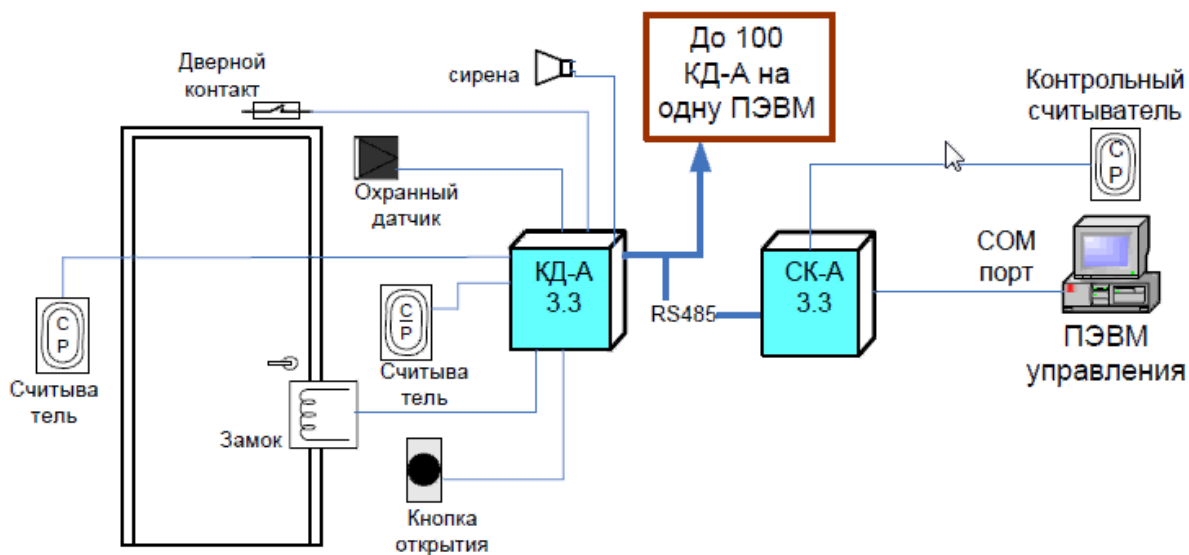 До 100
КД-А на
одну ПЭВМ
Дверной
контакт
сирена
Контрольный
считыватель
С
Р
Охранный
датчик
КД-А
3.3
СК-А
3.3
COM
порт
RS485
С
Р
С
Р
Считыва
тель
Считыва
тель
ПЭВМ
управления
Замок
Кнопка
открытия